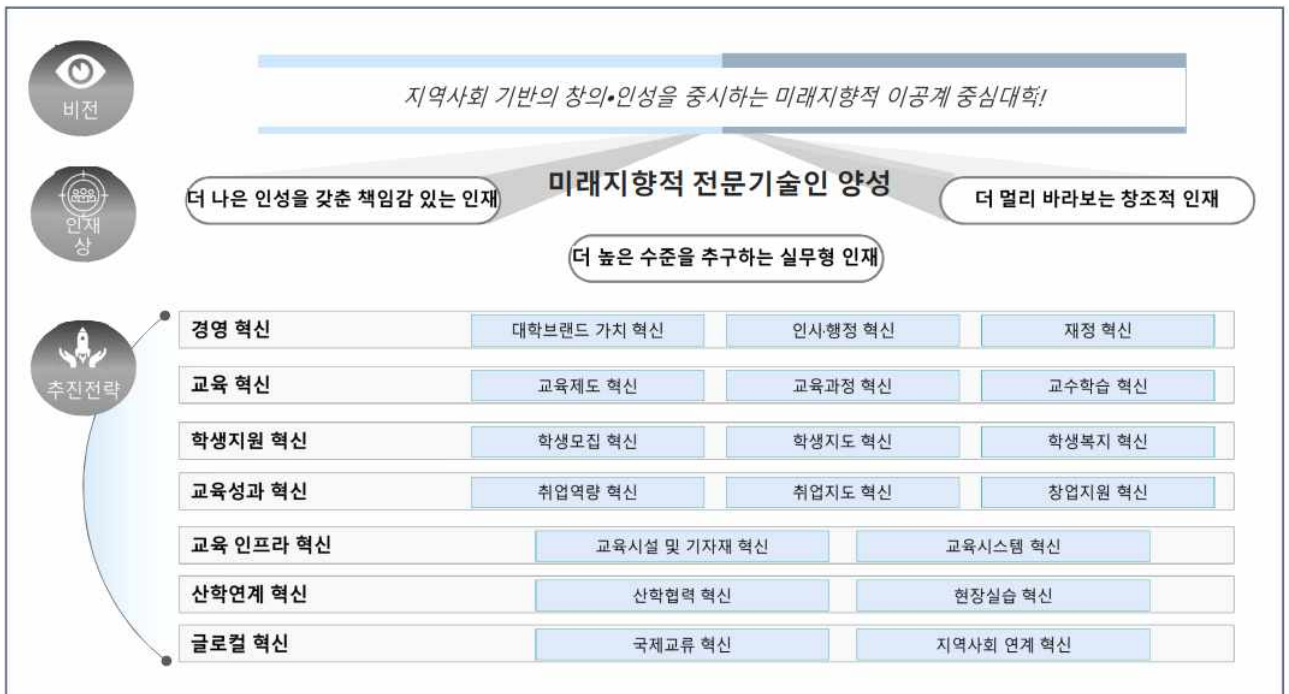 비전
지역사회 기반의 창의•인성을 중시하는 미래지향적 이공계 중심대학!
인재
상
더 나은 인성을 갖춘 책임감 있는 인재
미래지향적 전문기술인 양성
더 멀리 바라보는 창조적 인재
더 높은 수준을 추구하는 실무형 인재
추진전략
경영 혁신
대학브랜드 가치 혁신
인사·행정 혁신
재정 혁신
교육 혁신
교육제도 혁신
교육과정 혁신
교수학습 혁신
학생지원 혁신
학생모집 혁신
학생지도 혁신
학생복지 혁신
교육성과 혁신
취업역량 혁신
취업지도 혁신
창업지원 혁신
교육 인프라 혁신
교육시설 및 기자재 혁신
교육시스템 혁신
산학연계 혁신
산학협력 혁신
현장실습 혁신
글로컬 혁신
국제교류 혁신
지역사회 연계 혁신